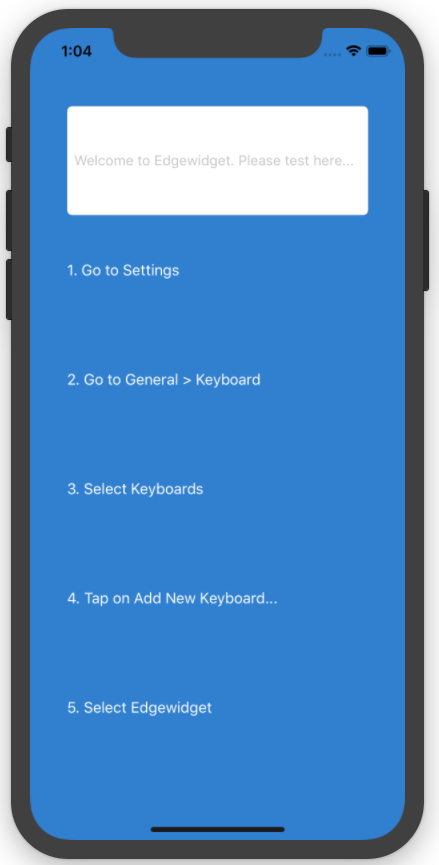 1:04
Welcome to Edgewidget. Please test here...
1. Go to Settings
2. Go to General > Keyboard
3. Select Keyboards
4. Tap on Add New Keyboard...
5. Select Edgewidget